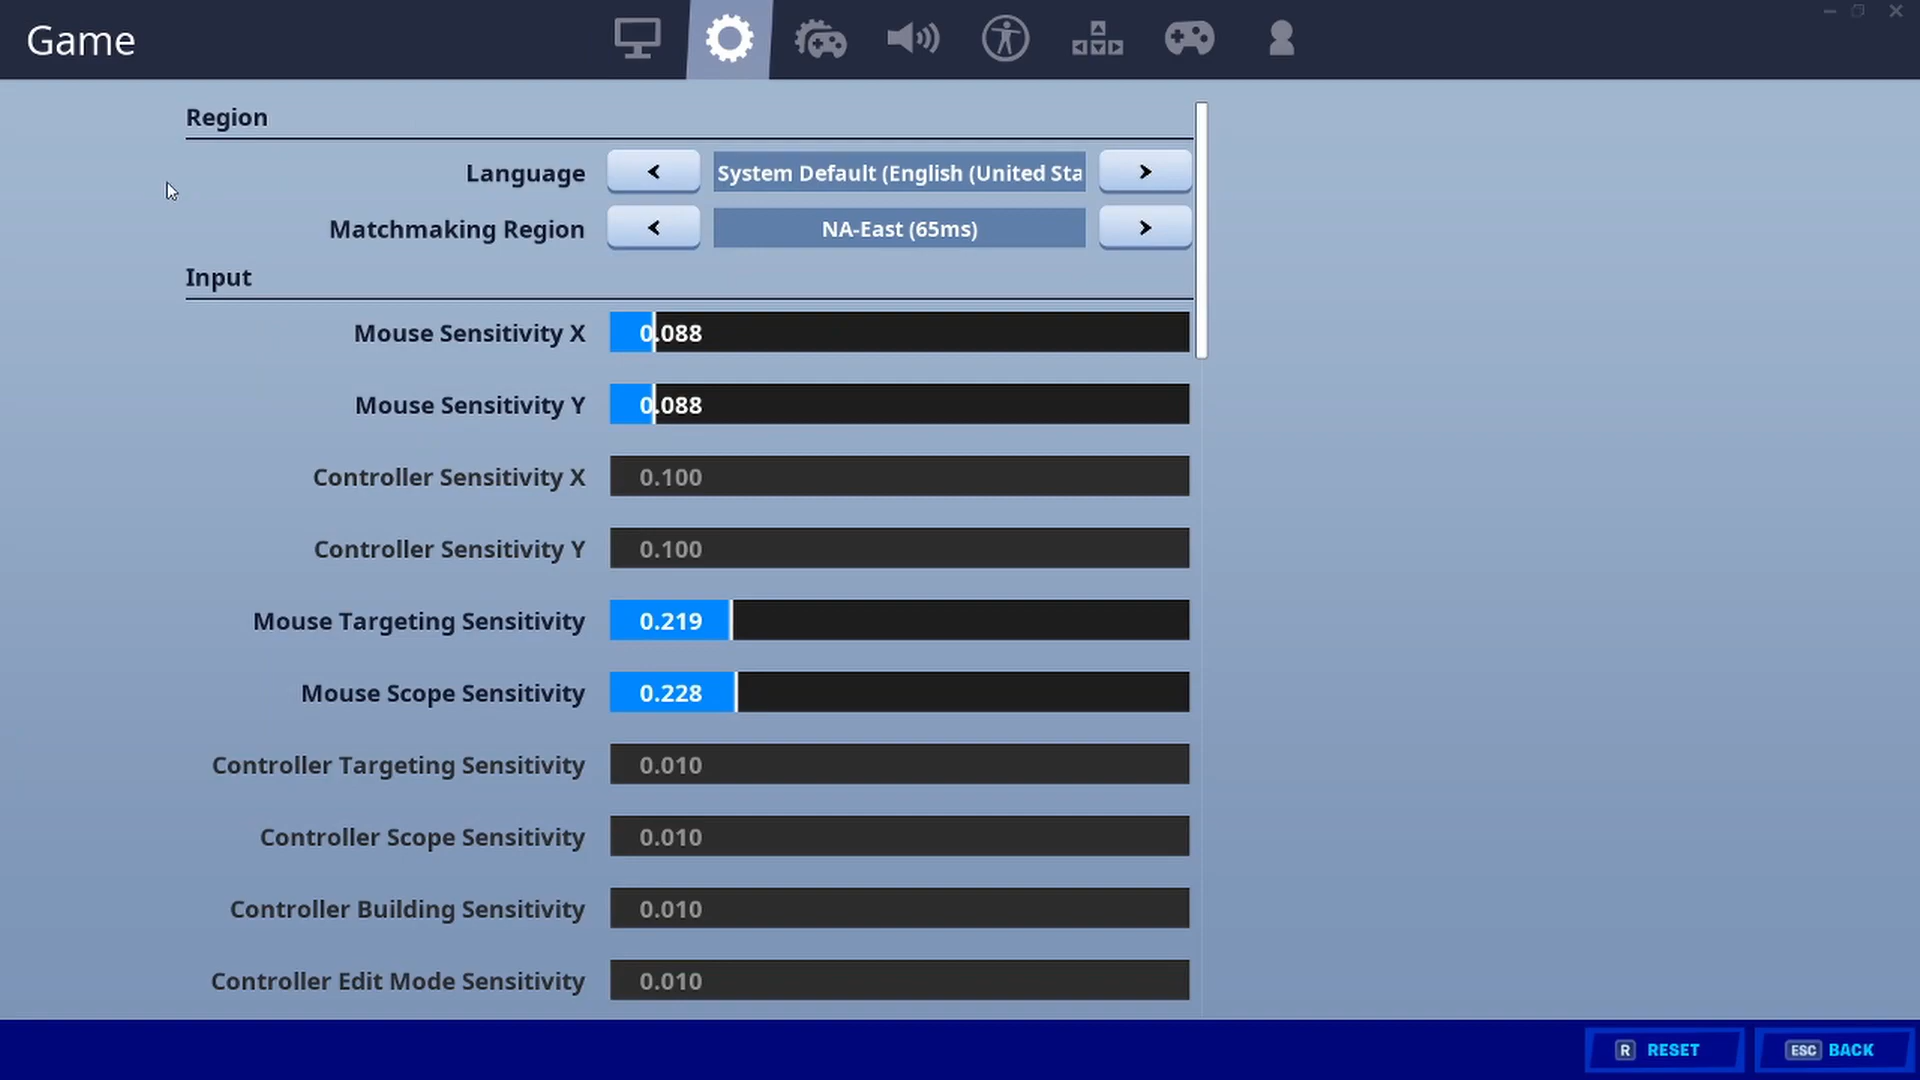 Game
Region
Language < System Default (English (United Sta >
Matchmaking Region < NA-East (65ms) >
Input
Mouse Sensitivity X 0.088
Mouse Sensitivity Y 0.088
Controller Sensitivity X 0.100
Controller Sensitivity Y 0.100
Mouse Targeting Sensitivity 0.219
Mouse Scope Sensitivity 0.228
Controller Targeting Sensitivity 0.010
Controller Scope Sensitivity 0.010
Controller Building Sensitivity 0.010
Controller Edit Mode Sensitivity 0.010
R RESET ESC BACK